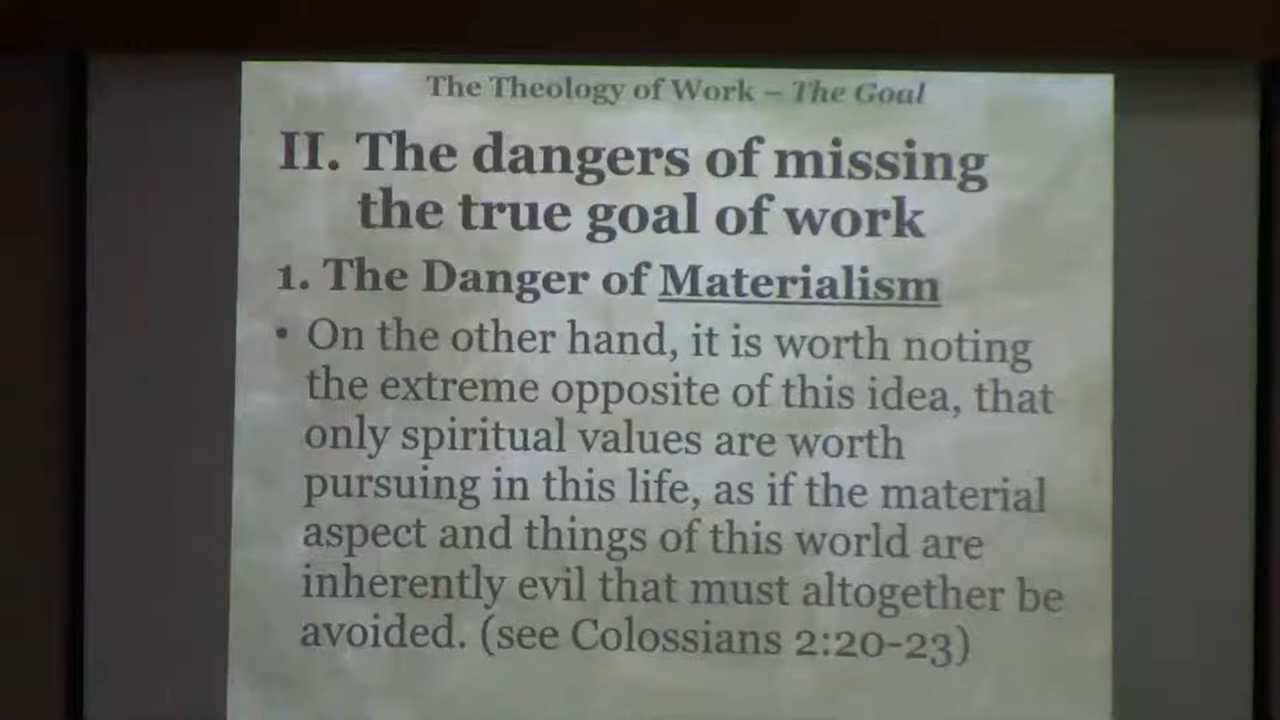 The Theology of Work – The Goal
II. The dangers of missing
the true goal of work
1. The Danger of Materialism
• On the other hand, it is worth noting
the extreme opposite of this idea, that
only spiritual values are worth
pursuing in this life, as if the material
aspect and things of this world are
inherently evil that must altogether be
avoided. (see Colossians 2:20-23)